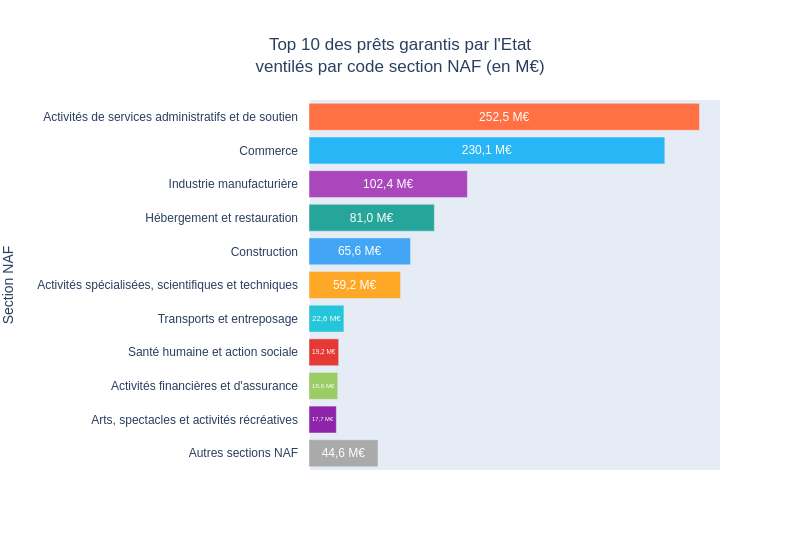 Top 10 des prêts garantis par l'Etat
ventilés par code section NAF (en M€)
Section NAF
Activités de services administratifs et de soutien 252,5 M€
Commerce 230,1 M€
Industrie manufacturière 102,4 M€
Hébergement et restauration 81,0 M€
Construction 65,6 M€
Activités spécialisées, scientifiques et techniques 59,2 M€
Transports et entreposage 22,6 M€
Santé humaine et action sociale 19,2 M€
Activités financières et d'assurance 18,6 M€
Arts, spectacles et activités récréatives 17,7 M€
Autres sections NAF 44,6 M€